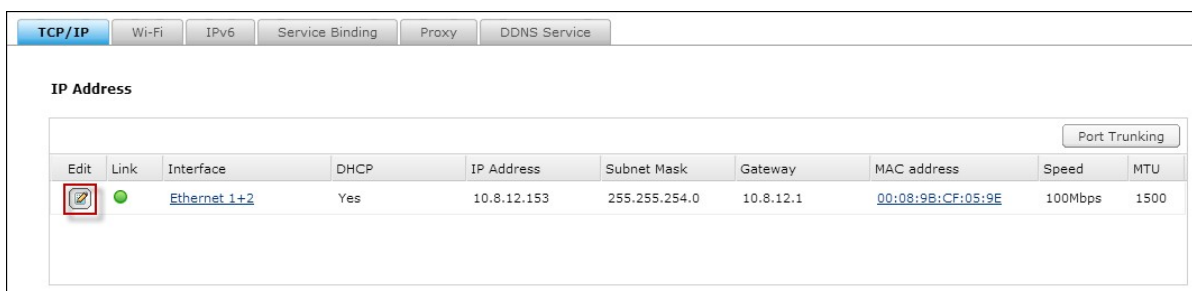 TCP/IP Wi-Fi IPv6 Service Binding Proxy DDNS Service
IP Address
Port Trunking
Edit Link Interface DHCP IP Address Subnet Mask Gateway MAC address Speed MTU
Ethernet 1+2 Yes 10.8.12.153 255.255.254.0 10.8.12.1 00:08:9B:CF:05:9E 100Mbps 1500